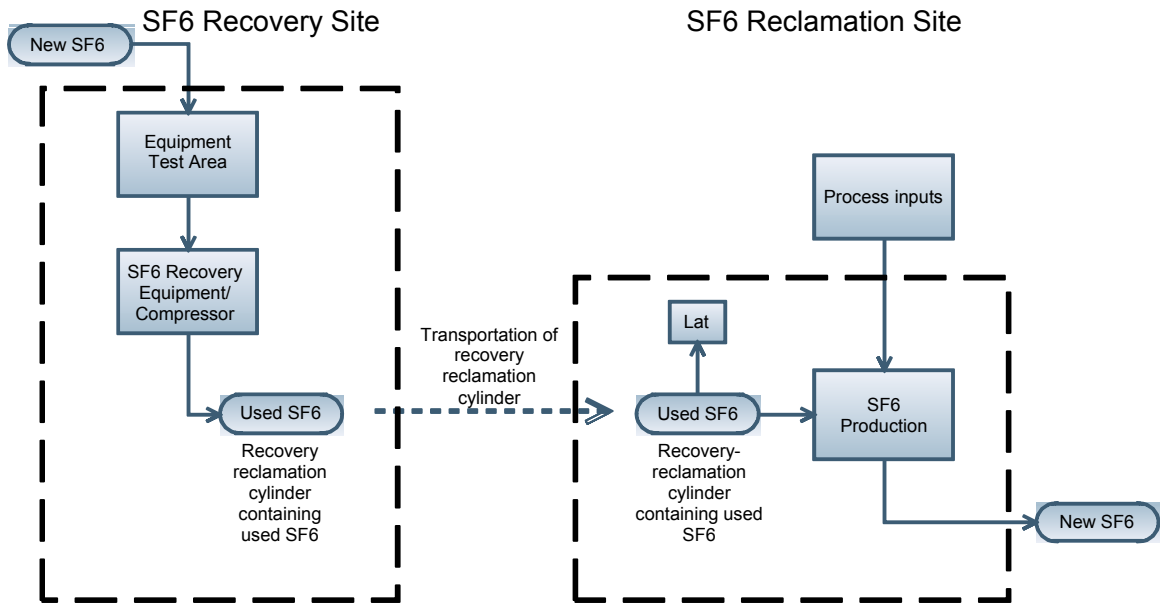 SF6 Recovery Site
SF6 Reclamation Site
New SF6
Equipment
Test Area
SF6 Recovery
Equipment/
Compressor
Used SF6
Recovery
reclamation
cylinder
containing
used SF6
Transportation of
recovery
reclamation
cylinder
Process inputs
Lat
Used SF6
Recovery-
reclamation
cylinder
containing used
SF6
SF6
Production
New SF6